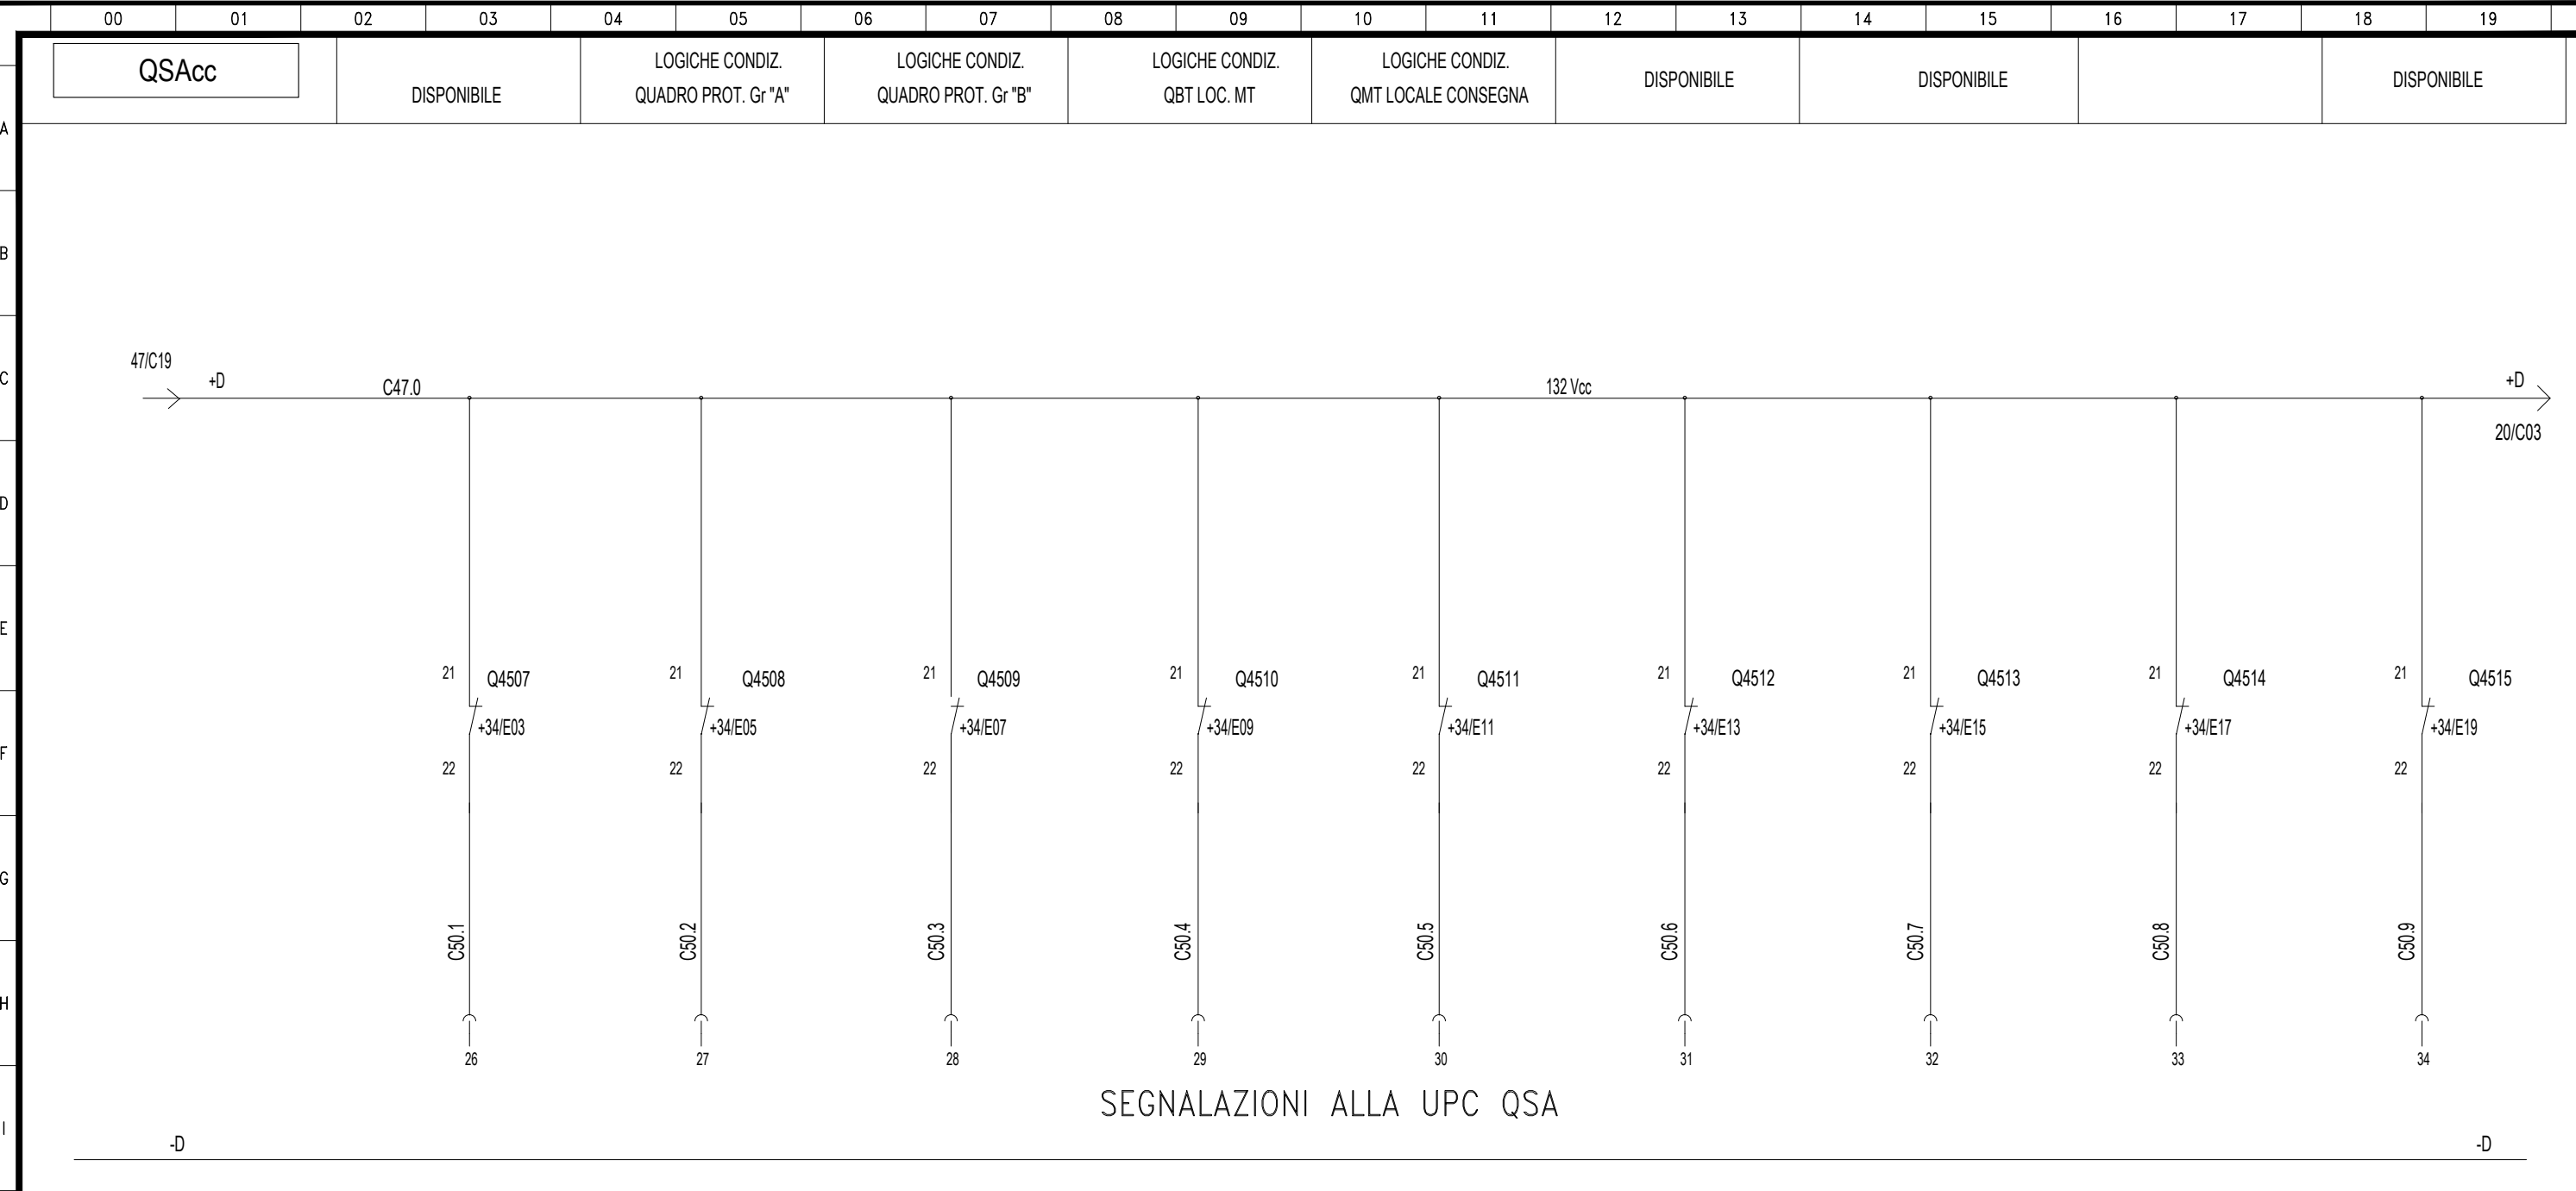 00 01 02 03 04 05 06 07 08 09 10 11 12 13 14 15 16 17 18 19
QSAcc
DISPONIBILE
LOGICHE CONDIZ.
QUADRO PROT. Gr "A"
LOGICHE CONDIZ.
QUADRO PROT. Gr "B"
LOGICHE CONDIZ.
QBT LOC. MT
LOGICHE CONDIZ.
QMT LOCALE CONSEGNA
DISPONIBILE
DISPONIBILE
DISPONIBILE
A
B
C
D
E
F
G
H
I
47/C19
+D
C47.0
132 Vcc
+D
20/C03
21 Q4507
+34/E03
22
C50.1
26
21 Q4508
+34/E05
22
C50.2
27
21 Q4509
+34/E07
22
C50.3
28
21 Q4510
+34/E09
22
C50.4
29
21 Q4511
+34/E11
22
C50.5
30
21 Q4512
+34/E13
22
C50.6
31
21 Q4513
+34/E15
22
C50.7
32
21 Q4514
+34/E17
22
C50.8
33
21 Q4515
+34/E19
22
C50.9
34
SEGNALAZIONI ALLA UPC QSA
-D
-D